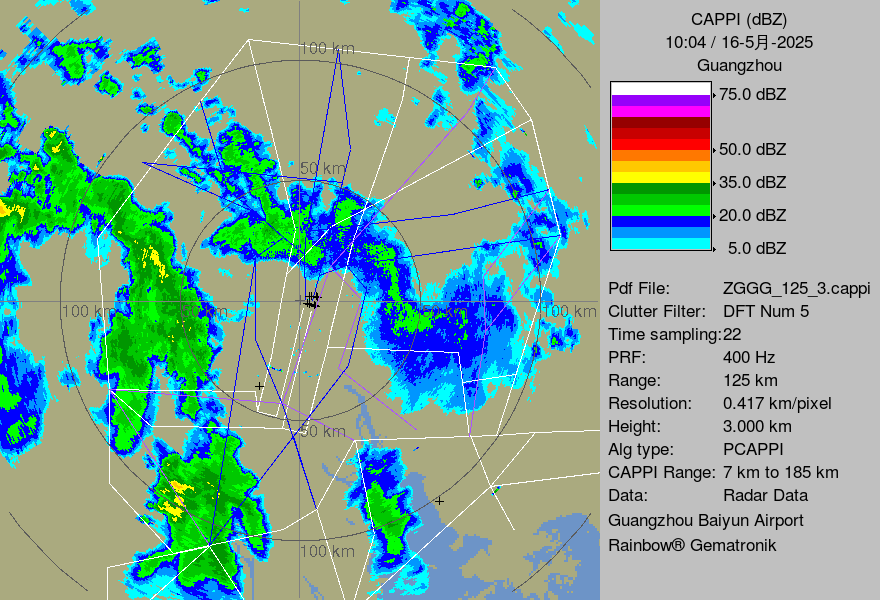 CAPPI (dBZ)
10:04 / 16-5月-2025
Guangzhou
75.0 dBZ
50.0 dBZ
35.0 dBZ
20.0 dBZ
5.0 dBZ
Pdf File: ZGGG_125_3.cappi
Clutter Filter: DFT Num 5
Time sampling:22
PRF: 400 Hz
Range: 125 km
Resolution: 0.417 km/pixel
Height: 3.000 km
Alg type: PCAPPI
CAPPI Range: 7 km to 185 km
Data: Radar Data
Guangzhou Baiyun Airport
Rainbow® Gematronik
100 km
50 km
100 km
100 km
50 km
100 km